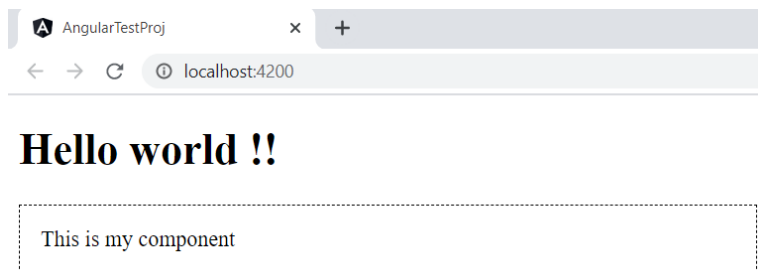 AngularTestProj
localhost:4200
Hello world !!
This is my component